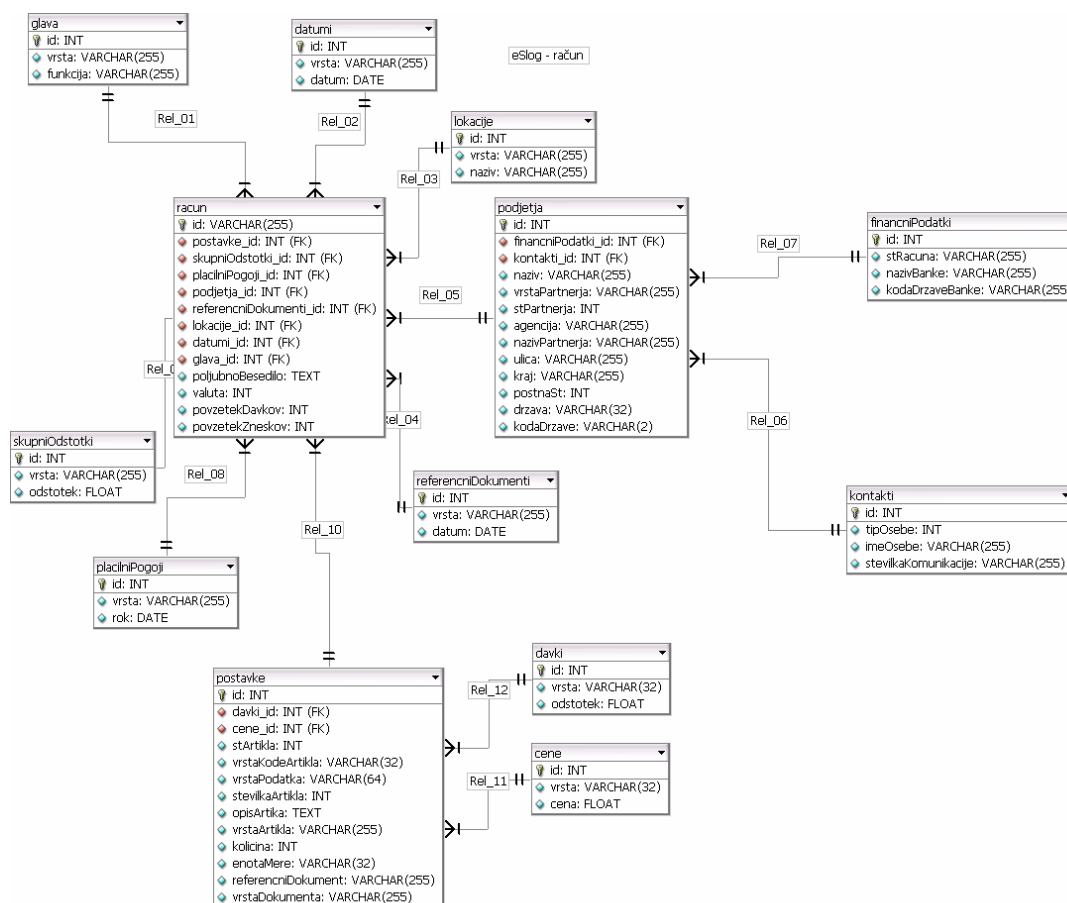 glava
id: INT
vrsta: VARCHAR(255)
funkcija: VARCHAR(255)
datumi
id: INT
vrsta: VARCHAR(255)
datum: DATE
eSlog - račun
Rel_01
Rel_02
lokacije
id: INT
vrsta: VARCHAR(255)
naziv: VARCHAR(255)
Rel_03
racun
id: VARCHAR(255)
postavke_id: INT (FK)
skupniOdstotki_id: INT (FK)
placilniPogoji_id: INT (FK)
podjetja_id: INT (FK)
referencniDokumenti_id: INT (FK)
lokacije_id: INT (FK)
datumi_id: INT (FK)
glava_id: INT (FK)
poljubnoBesedilo: TEXT
valuta: INT
povzetekDavkov: INT
povzetekZneskov: INT
podjetja
id: INT
financniPodatki_id: INT (FK)
kontakti_id: INT (FK)
naziv: VARCHAR(255)
vrstaPartnerja: VARCHAR(255)
stPartnerja: INT
agencija: VARCHAR(255)
nazivPartnerja: VARCHAR(255)
ulica: VARCHAR(255)
kraj: VARCHAR(255)
postnaSt: INT
drzava: VARCHAR(32)
kodaDrzave: VARCHAR(2)
Rel_07
financniPodatki
id: INT
stRacuna: VARCHAR(255)
nazivBanke: VARCHAR(255)
kodaDrzaveBanke: VARCHAR(255
Rel_05
Rel_04
Rel_06
skupniOdstotki
id: INT
vrsta: VARCHAR(255)
odstotek: FLOAT
Rel_08
referencniDokumenti
id: INT
vrsta: VARCHAR(255)
datum: DATE
kontakti
id: INT
tipOsebe: INT
imeOsebe: VARCHAR(255)
stevilkaKomunikacije: VARCHAR(255)
Rel_10
placilniPogoji
id: INT
vrsta: VARCHAR(255)
rok: DATE
postavke
id: INT
davki_id: INT (FK)
cene_id: INT (FK)
stArtikla: INT
vrstaKodeArtikla: VARCHAR(32)
vrstaPodatka: VARCHAR(64)
stevilkaArtikla: INT
opisArtika: TEXT
vrstaArtikla: VARCHAR(255)
kolicina: INT
enotaMere: VARCHAR(32)
referencniDokument: VARCHAR(255)
vrstaDokumenta: VARCHAR(255)
Rel_12
davki
id: INT
vrsta: VARCHAR(32)
odstotek: FLOAT
Rel_11
cene
id: INT
vrsta: VARCHAR(32)
cena: FLOAT